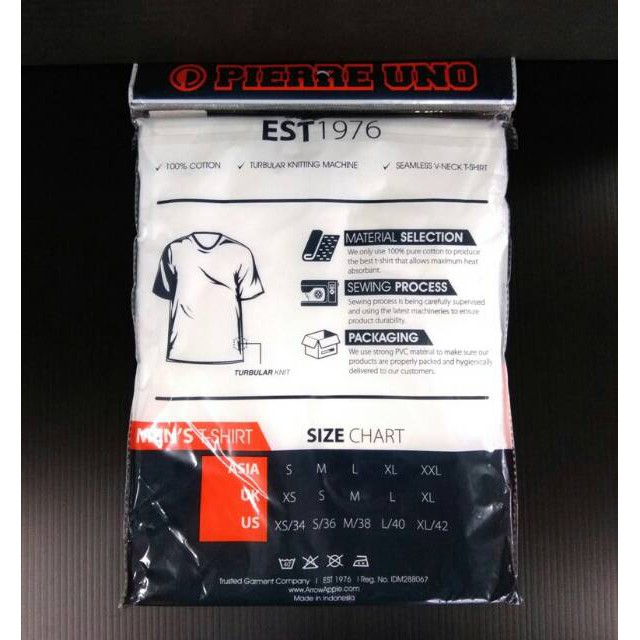 PIERRE UNO
EST1976
100% COTTON
TURBULAR KNITTING MACHINE
SEAMLESS V-NECK T-SHIRT
MATERIAL SELECTION
We only use 100% pure cotton to produce
the best t-shirt that allows maximum heat
absorbant.
SEWING PROCESS
Sewing process is being carefully supervised
and using the latest machineries to ensure
product durability.
PACKAGING
We use strong PVC material to make sure our
products are properly packed and hygienically
delivered to our customers.
TURBULAR KNIT
MEN'S T-SHIRT
SIZE CHART
ASIA S M L XL XXL
UK XS S M L XL
US XS/34 S/36 M/38 L/40 XL/42
Trusted Garment Company | EST 1976 | Reg. No. IDM288067
www.ArrowApple.com
Made in Indonesia